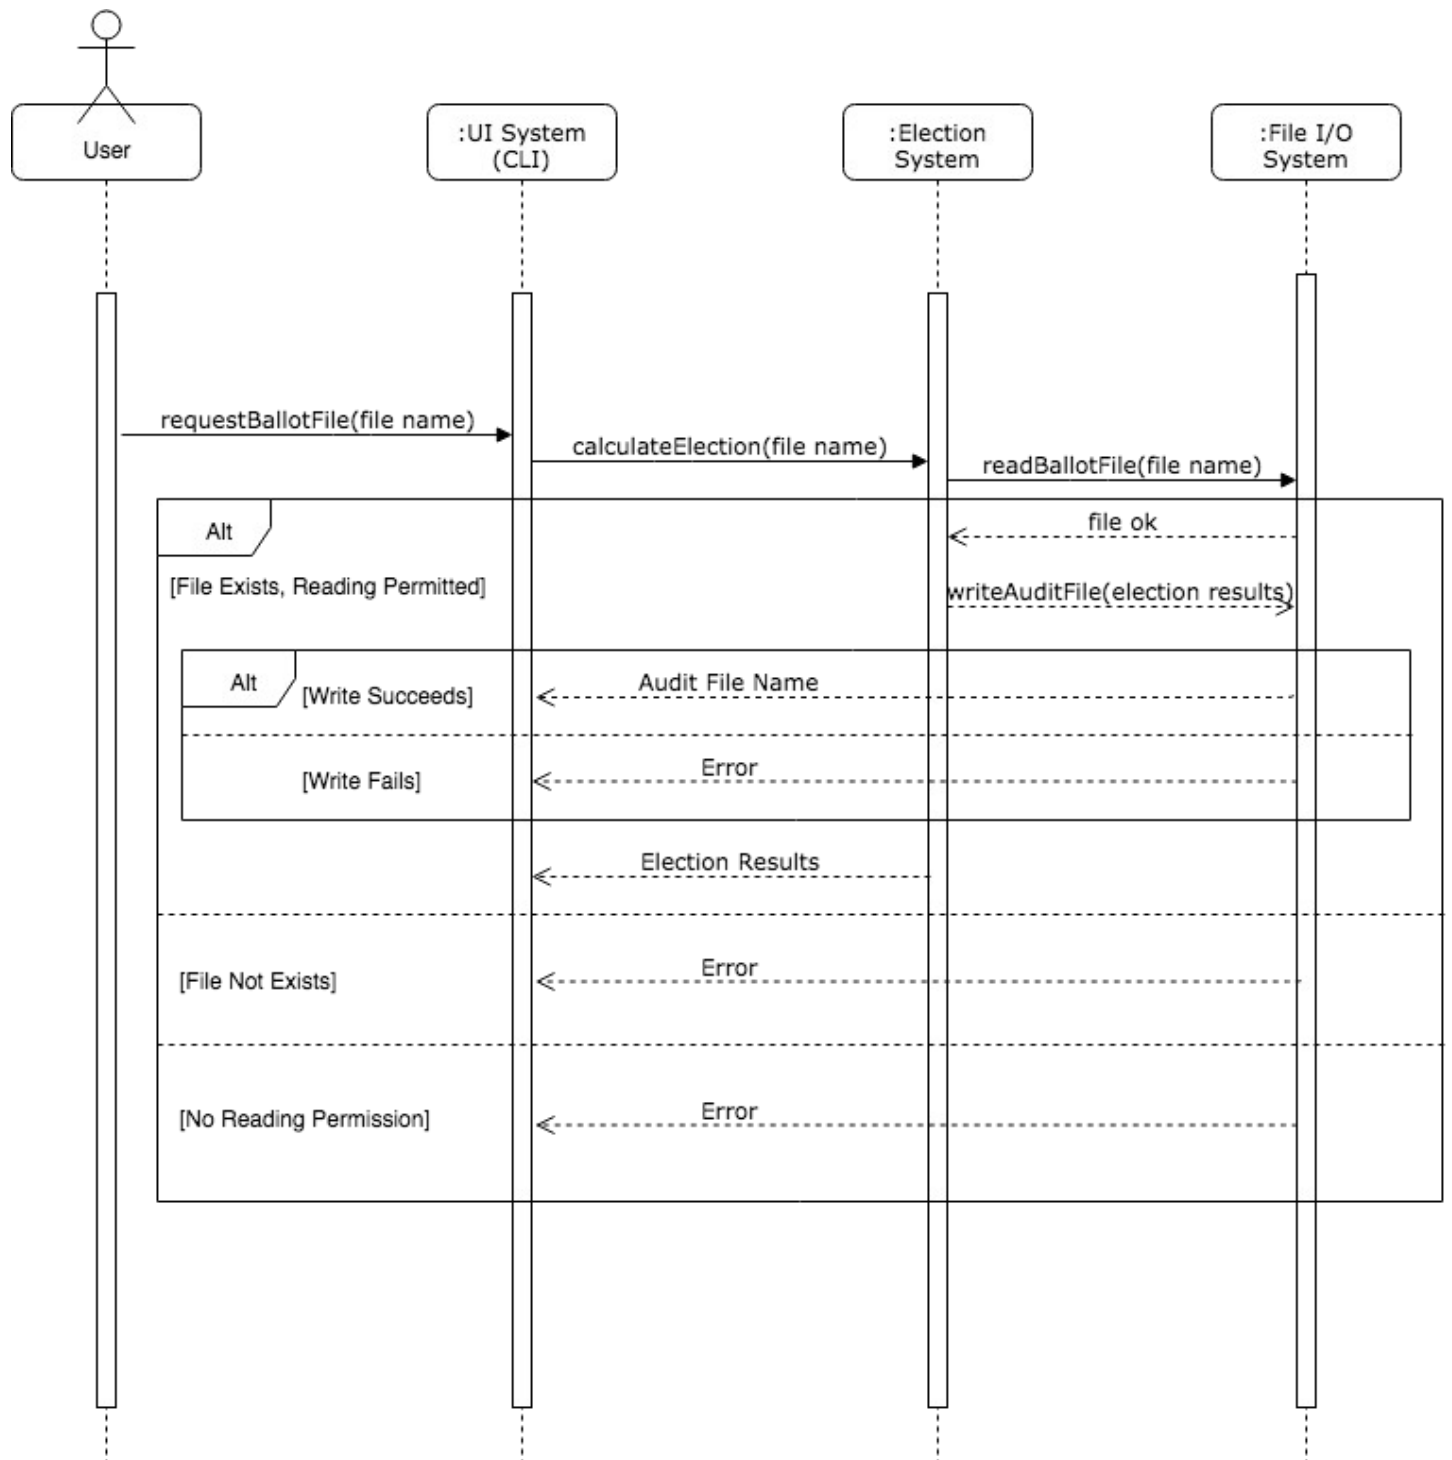 User
:UI System
(CLI)
:Election
System
:File I/O
System
requestBallotFile(file name)
calculateElection(file name)
readBallotFile(file name)
Alt
file ok
[File Exists, Reading Permitted]
writeAuditFile(election results)
Alt
[Write Succeeds]
Audit File Name
[Write Fails]
Error
Election Results
[File Not Exists]
Error
[No Reading Permission]
Error